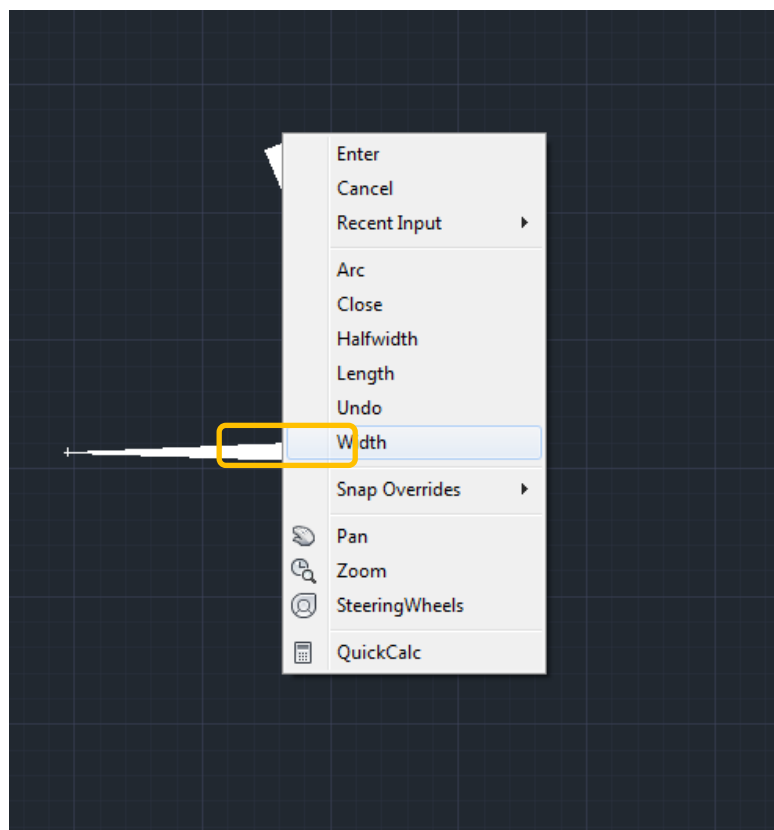 Enter
Cancel
Recent Input
Arc
Close
Halfwidth
Length
Undo
Width
Snap Overrides
Pan
Zoom
SteeringWheels
QuickCalc